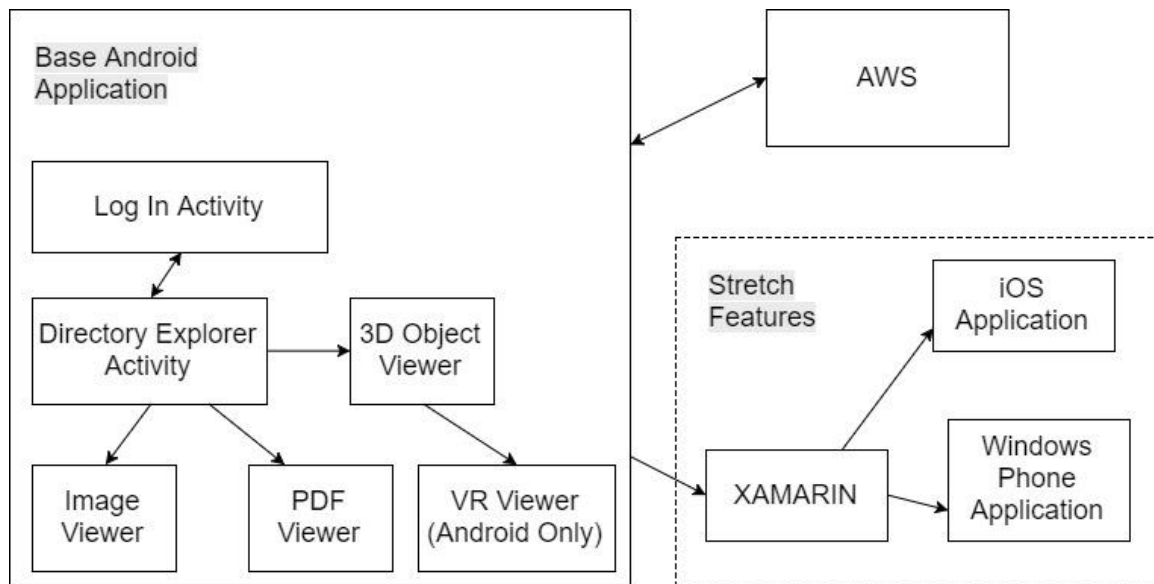 Base Android
Application
AWS
Log In Activity
Directory Explorer
Activity
3D Object
Viewer
Image
Viewer
PDF
Viewer
VR Viewer
(Android Only)
Stretch
Features
iOS
Application
XAMARIN
Windows
Phone
Application